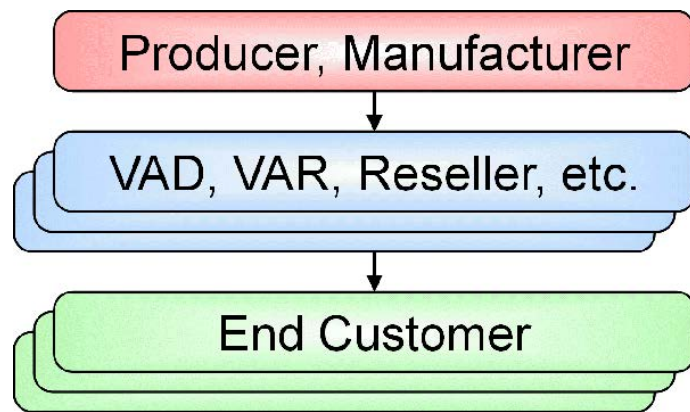 Producer, Manufacturer
VAD, VAR, Reseller, etc.
End Customer